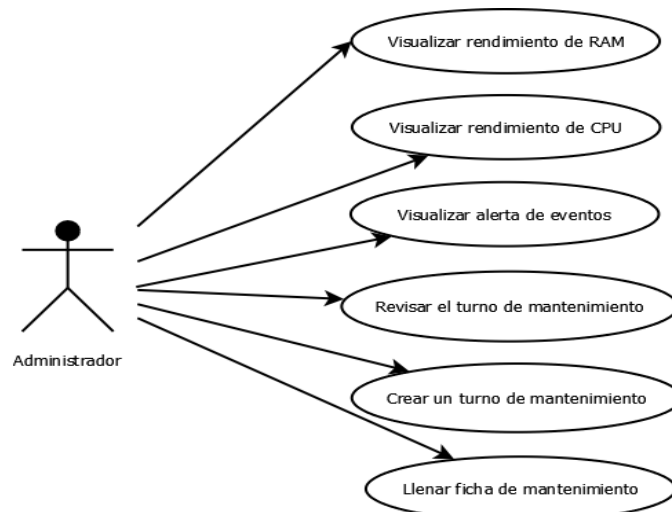 Visualizar rendimiento de RAM
Visualizar rendimiento de CPU
Visualizar alerta de eventos
Revisar el turno de mantenimiento
Administrador
Crear un turno de mantenimiento
Llenar ficha de mantenimiento